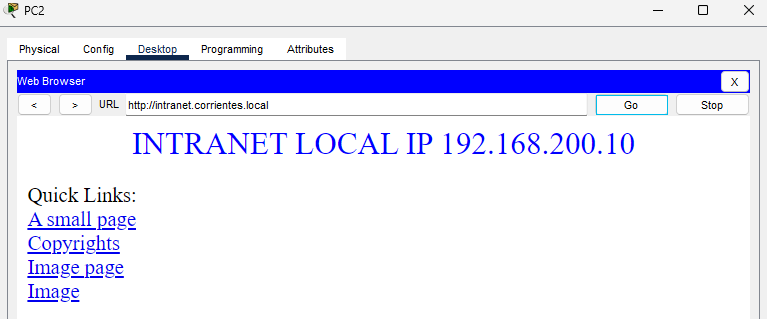 PC2
Physical Config Desktop Programming Attributes
Web Browser X
< > URL http://intranet.corrientes.local Go Stop
INTRANET LOCAL IP 192.168.200.10
Quick Links:
A small page
Copyrights
Image page
Image